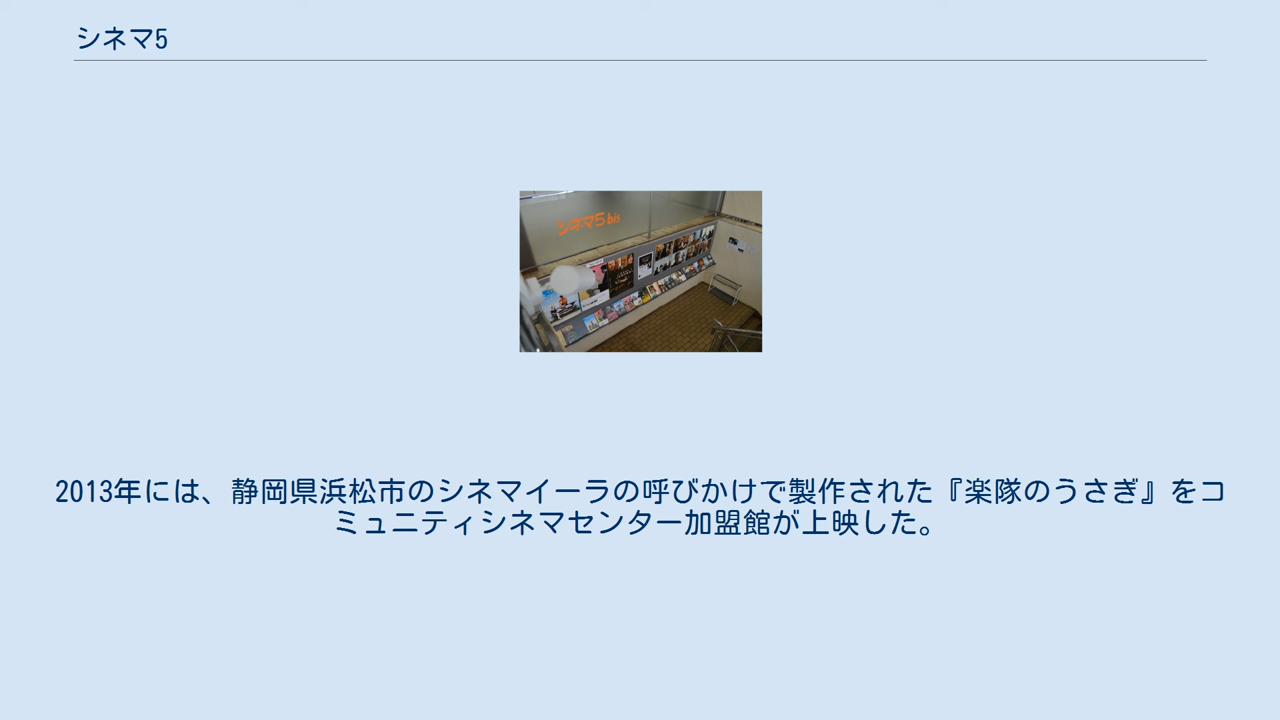 シネマ5
シネマ5 bis
2013年には、静岡県浜松市のシネマイーラの呼びかけで製作された『楽隊のうさぎ』をコ
ミュニティシネマセンター加盟館が上映した。